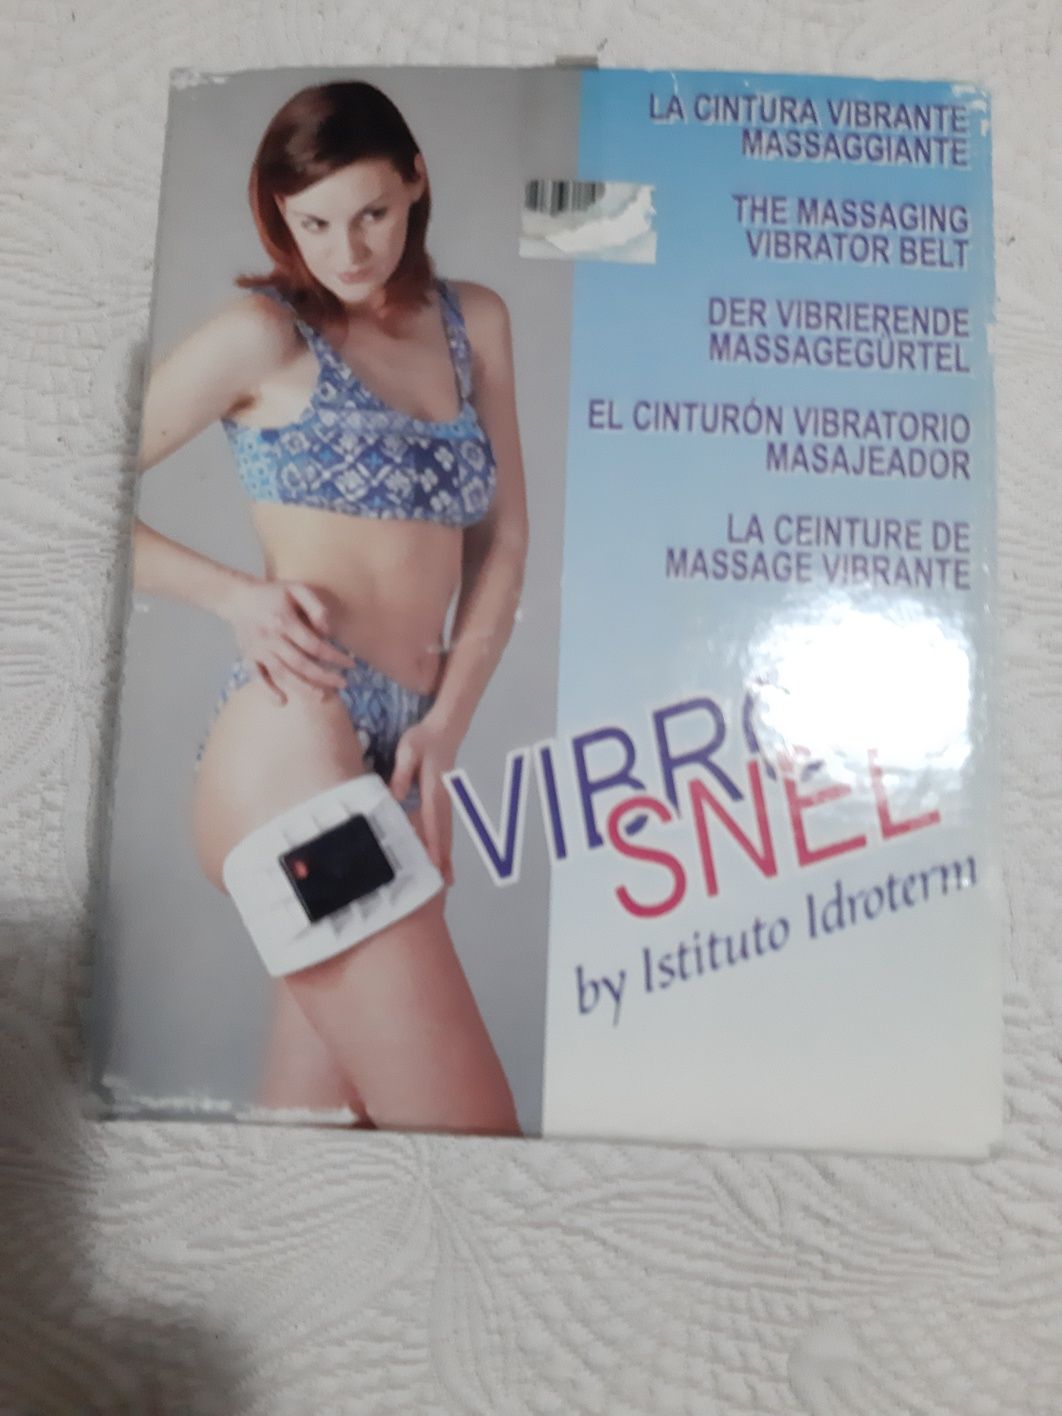 LA CINTURA VIBRANTE
MASSAGGIANTE
THE MASSAGING
VIBRATOR BELT
DER VIBRIERENDE
MASSAGEGÜRTEL
EL CINTURÓN VIBRATORIO
MASAJEADOR
LA CEINTURE DE
MASSAGE VIBRANTE
VIBRO
SNEL
by Istituto Idroterm